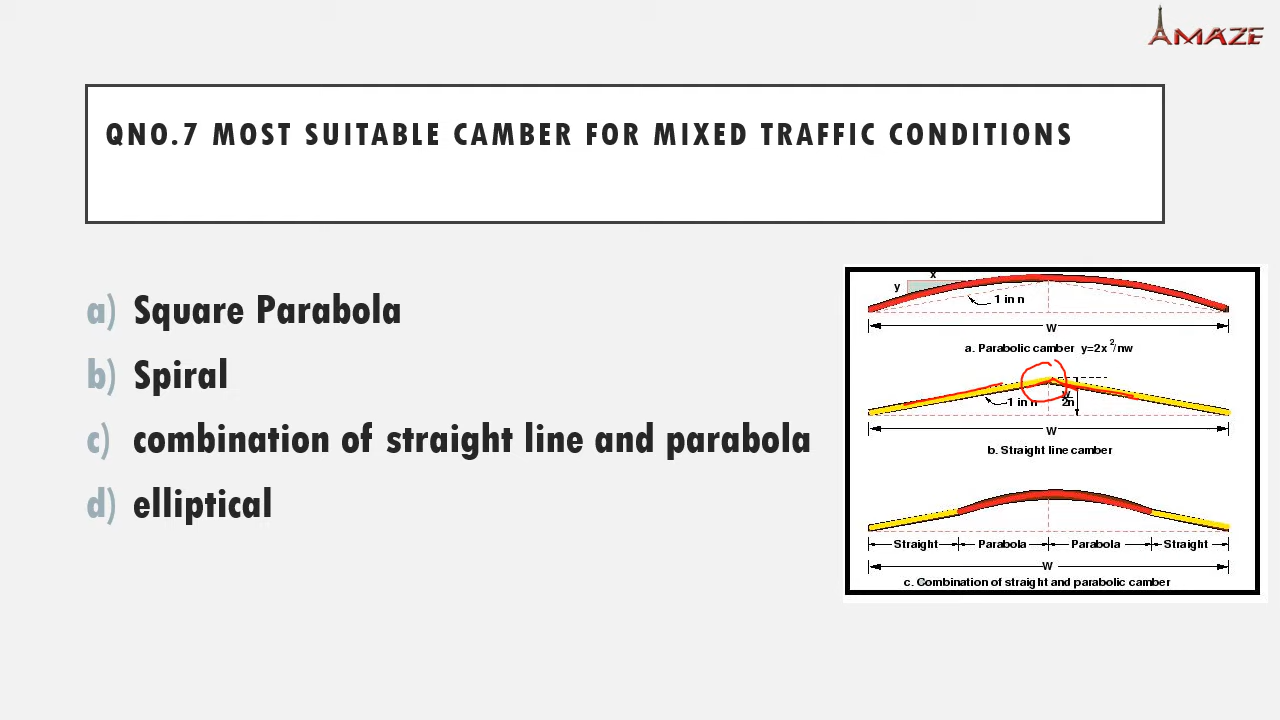 AMAZE
QNO.7 MOST SUITABLE CAMBER FOR MIXED TRAFFIC CONDITIONS
a) Square Parabola
b) Spiral
c) combination of straight line and parabola
d) elliptical
x
y
1 in n
W
a. Parabolic camber y=2x²/nw
1 in n
2n
W
b. Straight line camber
Straight Parabola Parabola Straight
W
c. Combination of straight and parabolic camber